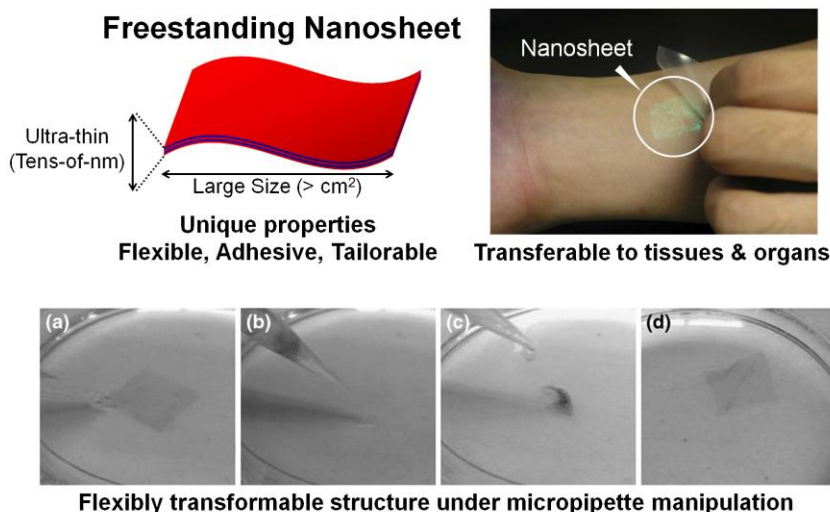 Freestanding Nanosheet
Ultra-thin
(Tens-of-nm)
Large Size (> cm²)
Unique properties
Flexible, Adhesive, Tailorable
Nanosheet
Transferable to tissues & organs
(a)
(b)
(c)
(d)
Flexibly transformable structure under micropipette manipulation